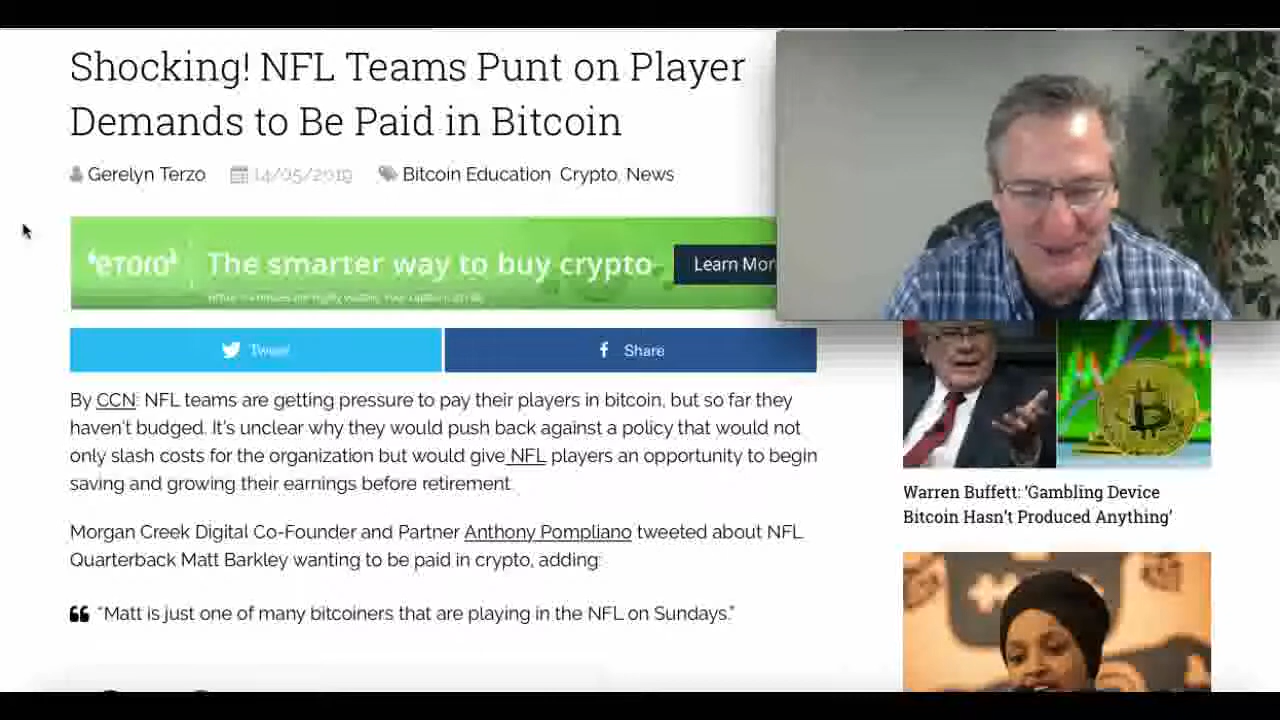 Shocking! NFL Teams Punt on Player
Demands to Be Paid in Bitcoin
Gerelyn Terzo 14/05/2019 Bitcoin Education Crypto, News
eToro The smarter way to buy crypto Learn Mor
Tweet Share
By CCN: NFL teams are getting pressure to pay their players in bitcoin, but so far they
haven't budged. It's unclear why they would push back against a policy that would not
only slash costs for the organization but would give NFL players an opportunity to begin
saving and growing their earnings before retirement.
Morgan Creek Digital Co-Founder and Partner Anthony Pompliano tweeted about NFL
Quarterback Matt Barkley wanting to be paid in crypto, adding:
“Matt is just one of many bitcoiners that are playing in the NFL on Sundays.”
Warren Buffett: ‘Gambling Device
Bitcoin Hasn’t Produced Anything’